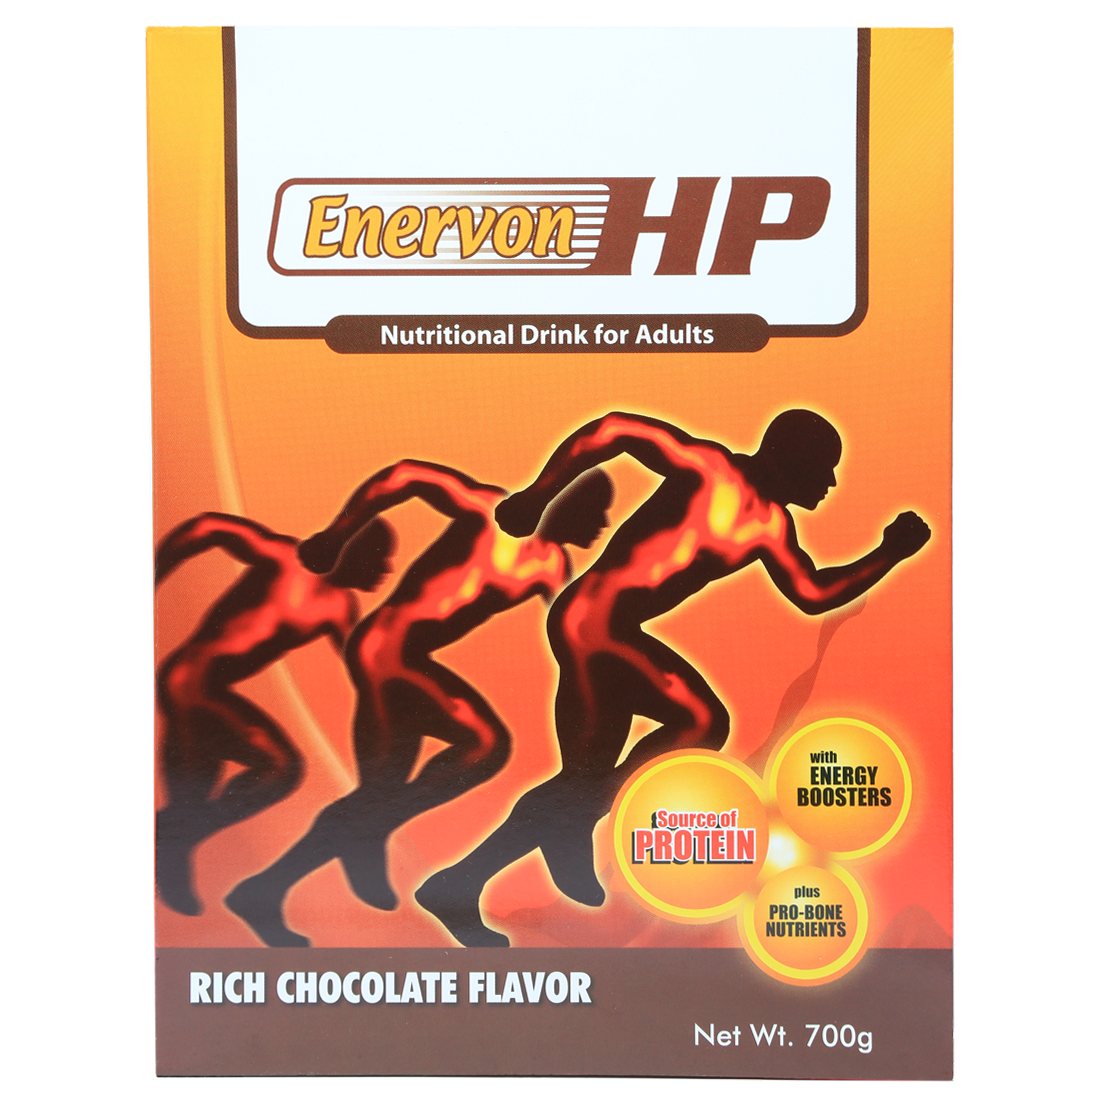 Enervon HP
Nutritional Drink for Adults
with
ENERGY
BOOSTERS
Source of
PROTEIN
plus
PRO-BONE
NUTRIENTS
RICH CHOCOLATE FLAVOR
Net Wt. 700g